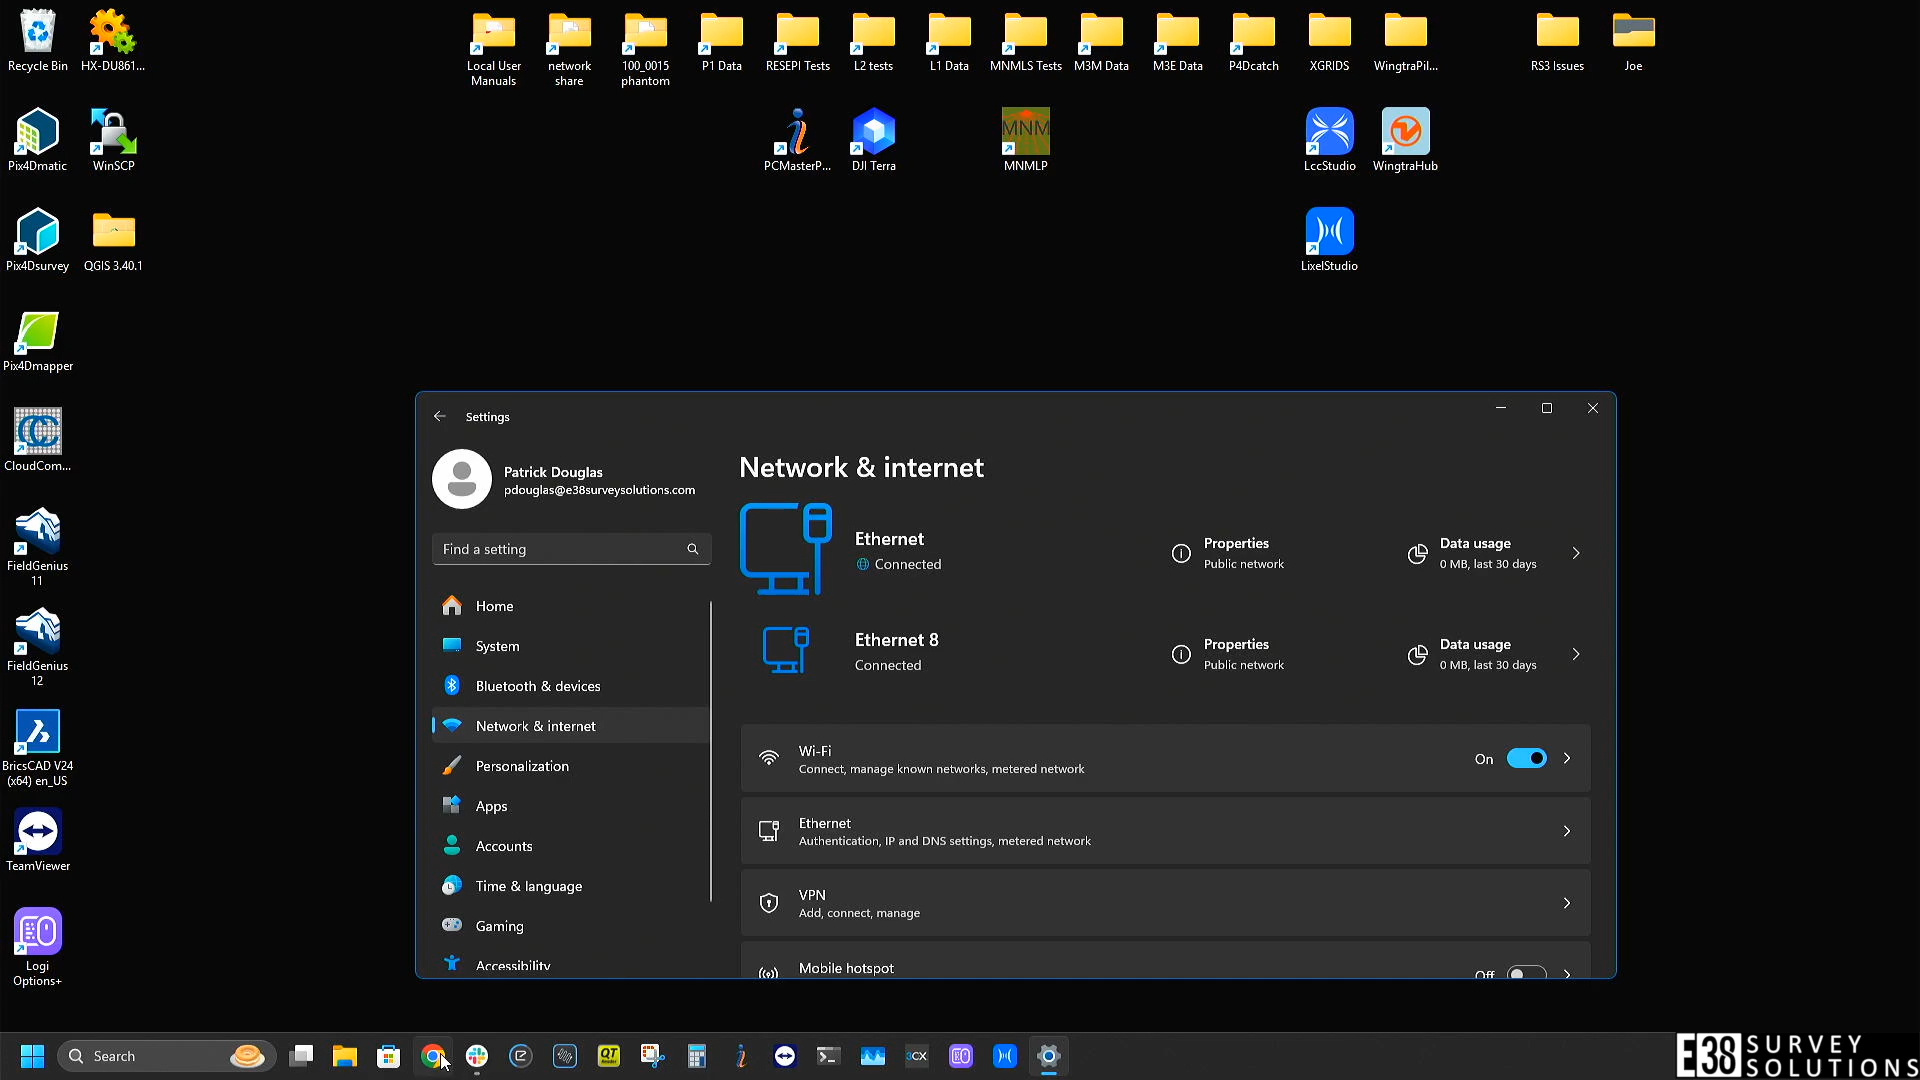 Recycle Bin
HX-DU861...
Local User
Manuals
network
share
100_0015
phantom
P1 Data
RESEPI Tests
L2 tests
L1 Data
MNMLS Tests
M3M Data
M3E Data
P4Dcatch
XGRIDS
WingtraPil...
RS3 Issues
Joe
Pix4Dmatic
WinSCP
PCMasterP...
DJI Terra
MNM
MNMLP
LccStudio
WingtraHub
Pix4Dsurvey
QGIS 3.40.1
LixelStudio
Pix4Dmapper
CloudCom...
FieldGenius
11
FieldGenius
12
BricsCAD V24
(x64) en_US
TeamViewer
Logi
Options+
Settings
Patrick Douglas
pdouglas@e38surveysolutions.com
Find a setting
Home
System
Bluetooth & devices
Network & internet
Personalization
Apps
Accounts
Time & language
Gaming
Accessibility
Network & internet
Ethernet
Connected
Properties
Public network
Data usage
0 MB, last 30 days
Ethernet 8
Connected
Properties
Public network
Data usage
0 MB, last 30 days
Wi-Fi
Connect, manage known networks, metered network
On
Ethernet
Authentication, IP and DNS settings, metered network
VPN
Add, connect, manage
Mobile hotspot
Off
Search
QT
3CX
E38 SURVEY
SOLUTIONS